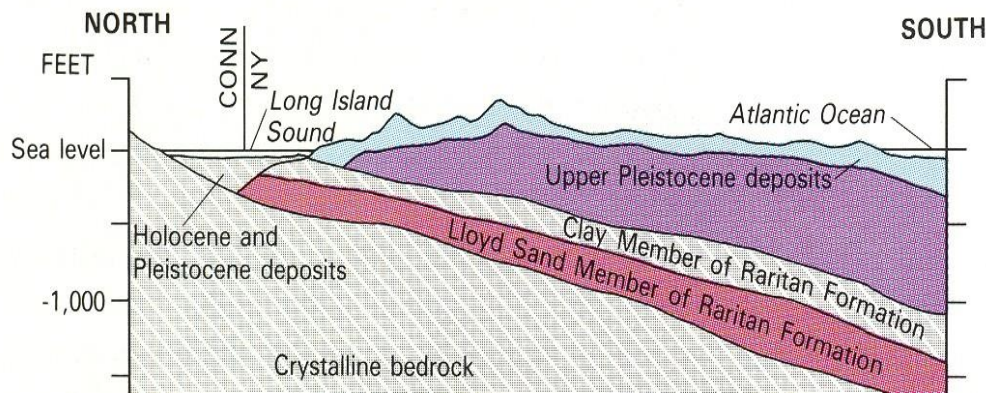 NORTH
SOUTH
FEET
CONN
NY
Long Island
Sound
Atlantic Ocean
Sea level
Upper Pleistocene deposits
Holocene and
Pleistocene deposits
Clay Member of Raritan Formation
Lloyd Sand Member of Raritan Formation
-1,000
Crystalline bedrock